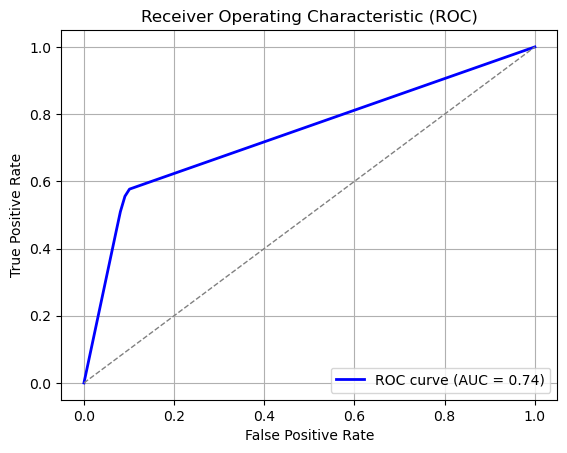 Receiver Operating Characteristic (ROC)
1.0
0.8
0.6
0.4
0.2
0.0
True Positive Rate
ROC curve (AUC = 0.74)
0.0 0.2 0.4 0.6 0.8 1.0
False Positive Rate